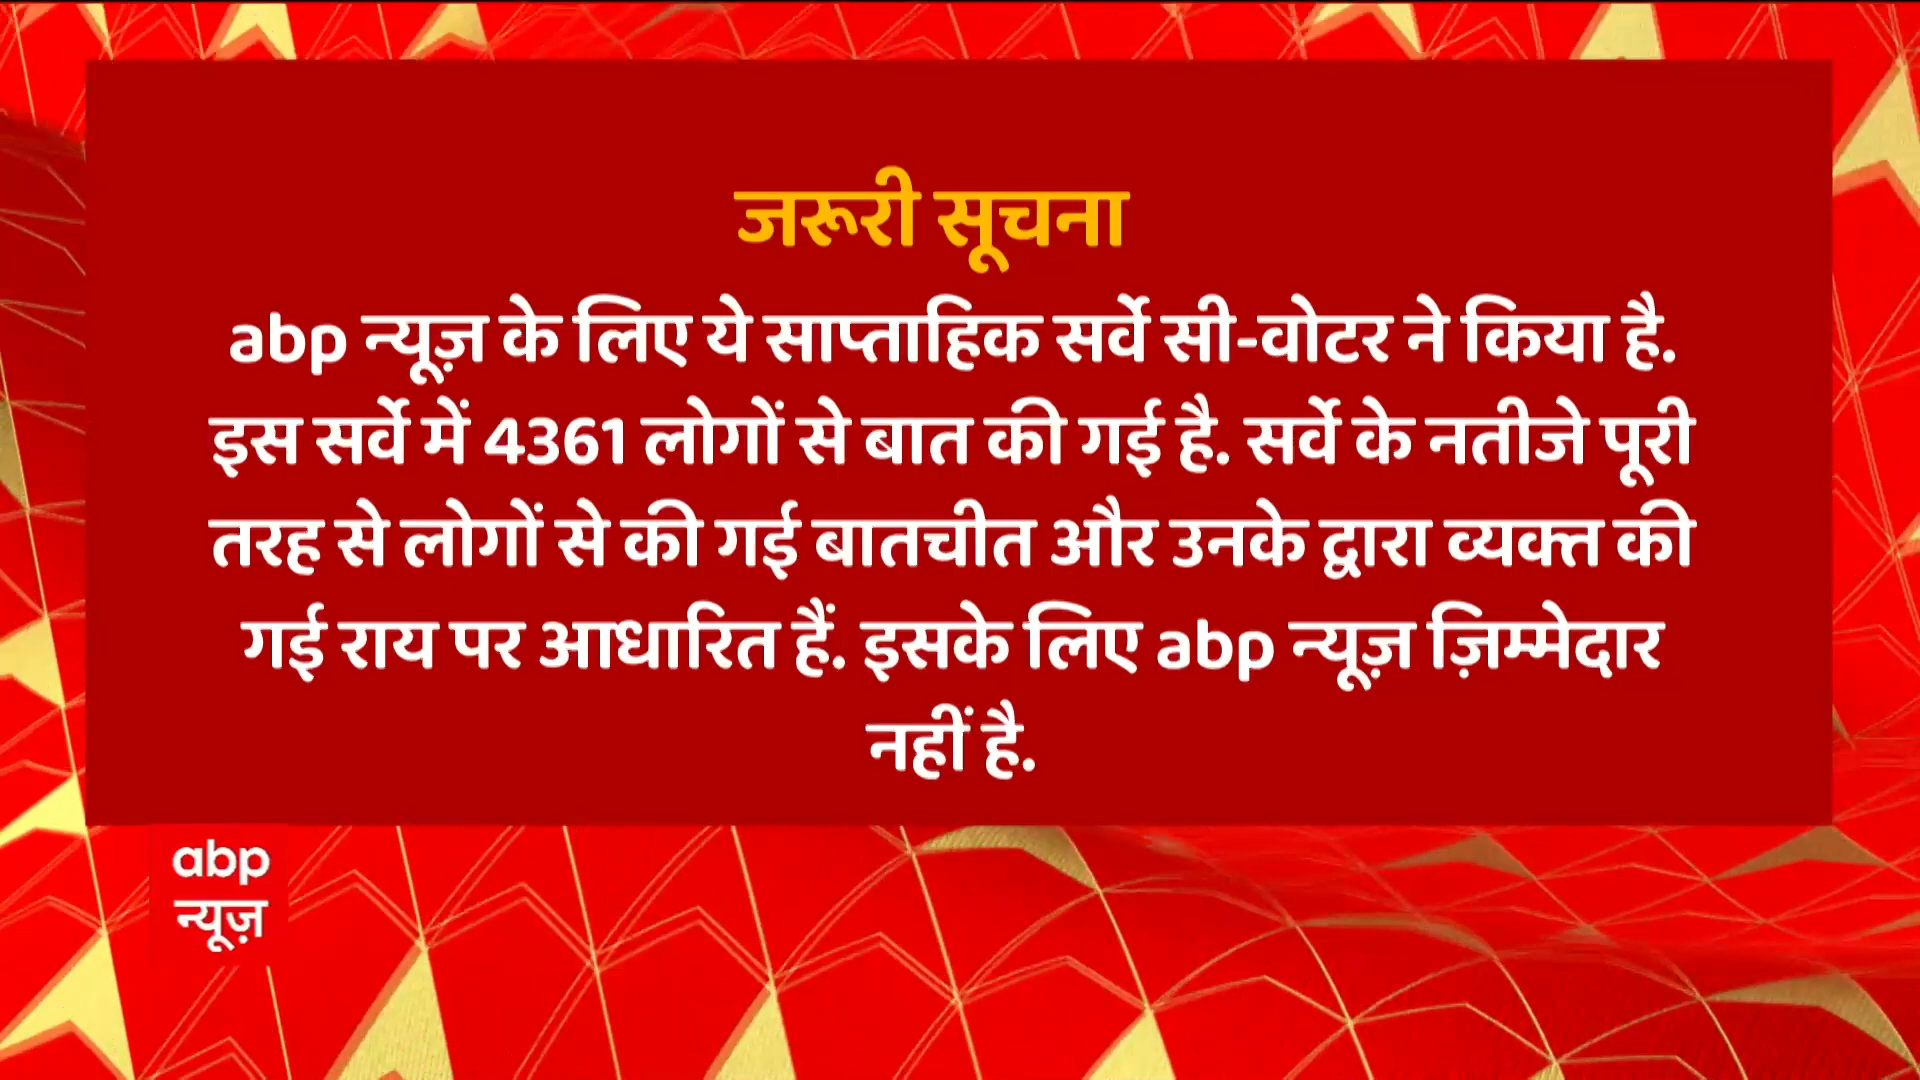 जरूरी सूचना
abp न्यूज़ के लिए ये साप्ताहिक सर्वे सी-वोटर ने किया है.
इस सर्वे में 4361 लोगों से बात की गई है. सर्वे के नतीजे पूरी
तरह से लोगों से की गई बातचीत और उनके द्वारा व्यक्त की
गई राय पर आधारित हैं. इसके लिए abp न्यूज़ ज़िम्मेदार
नहीं है.
abp
न्यूज़